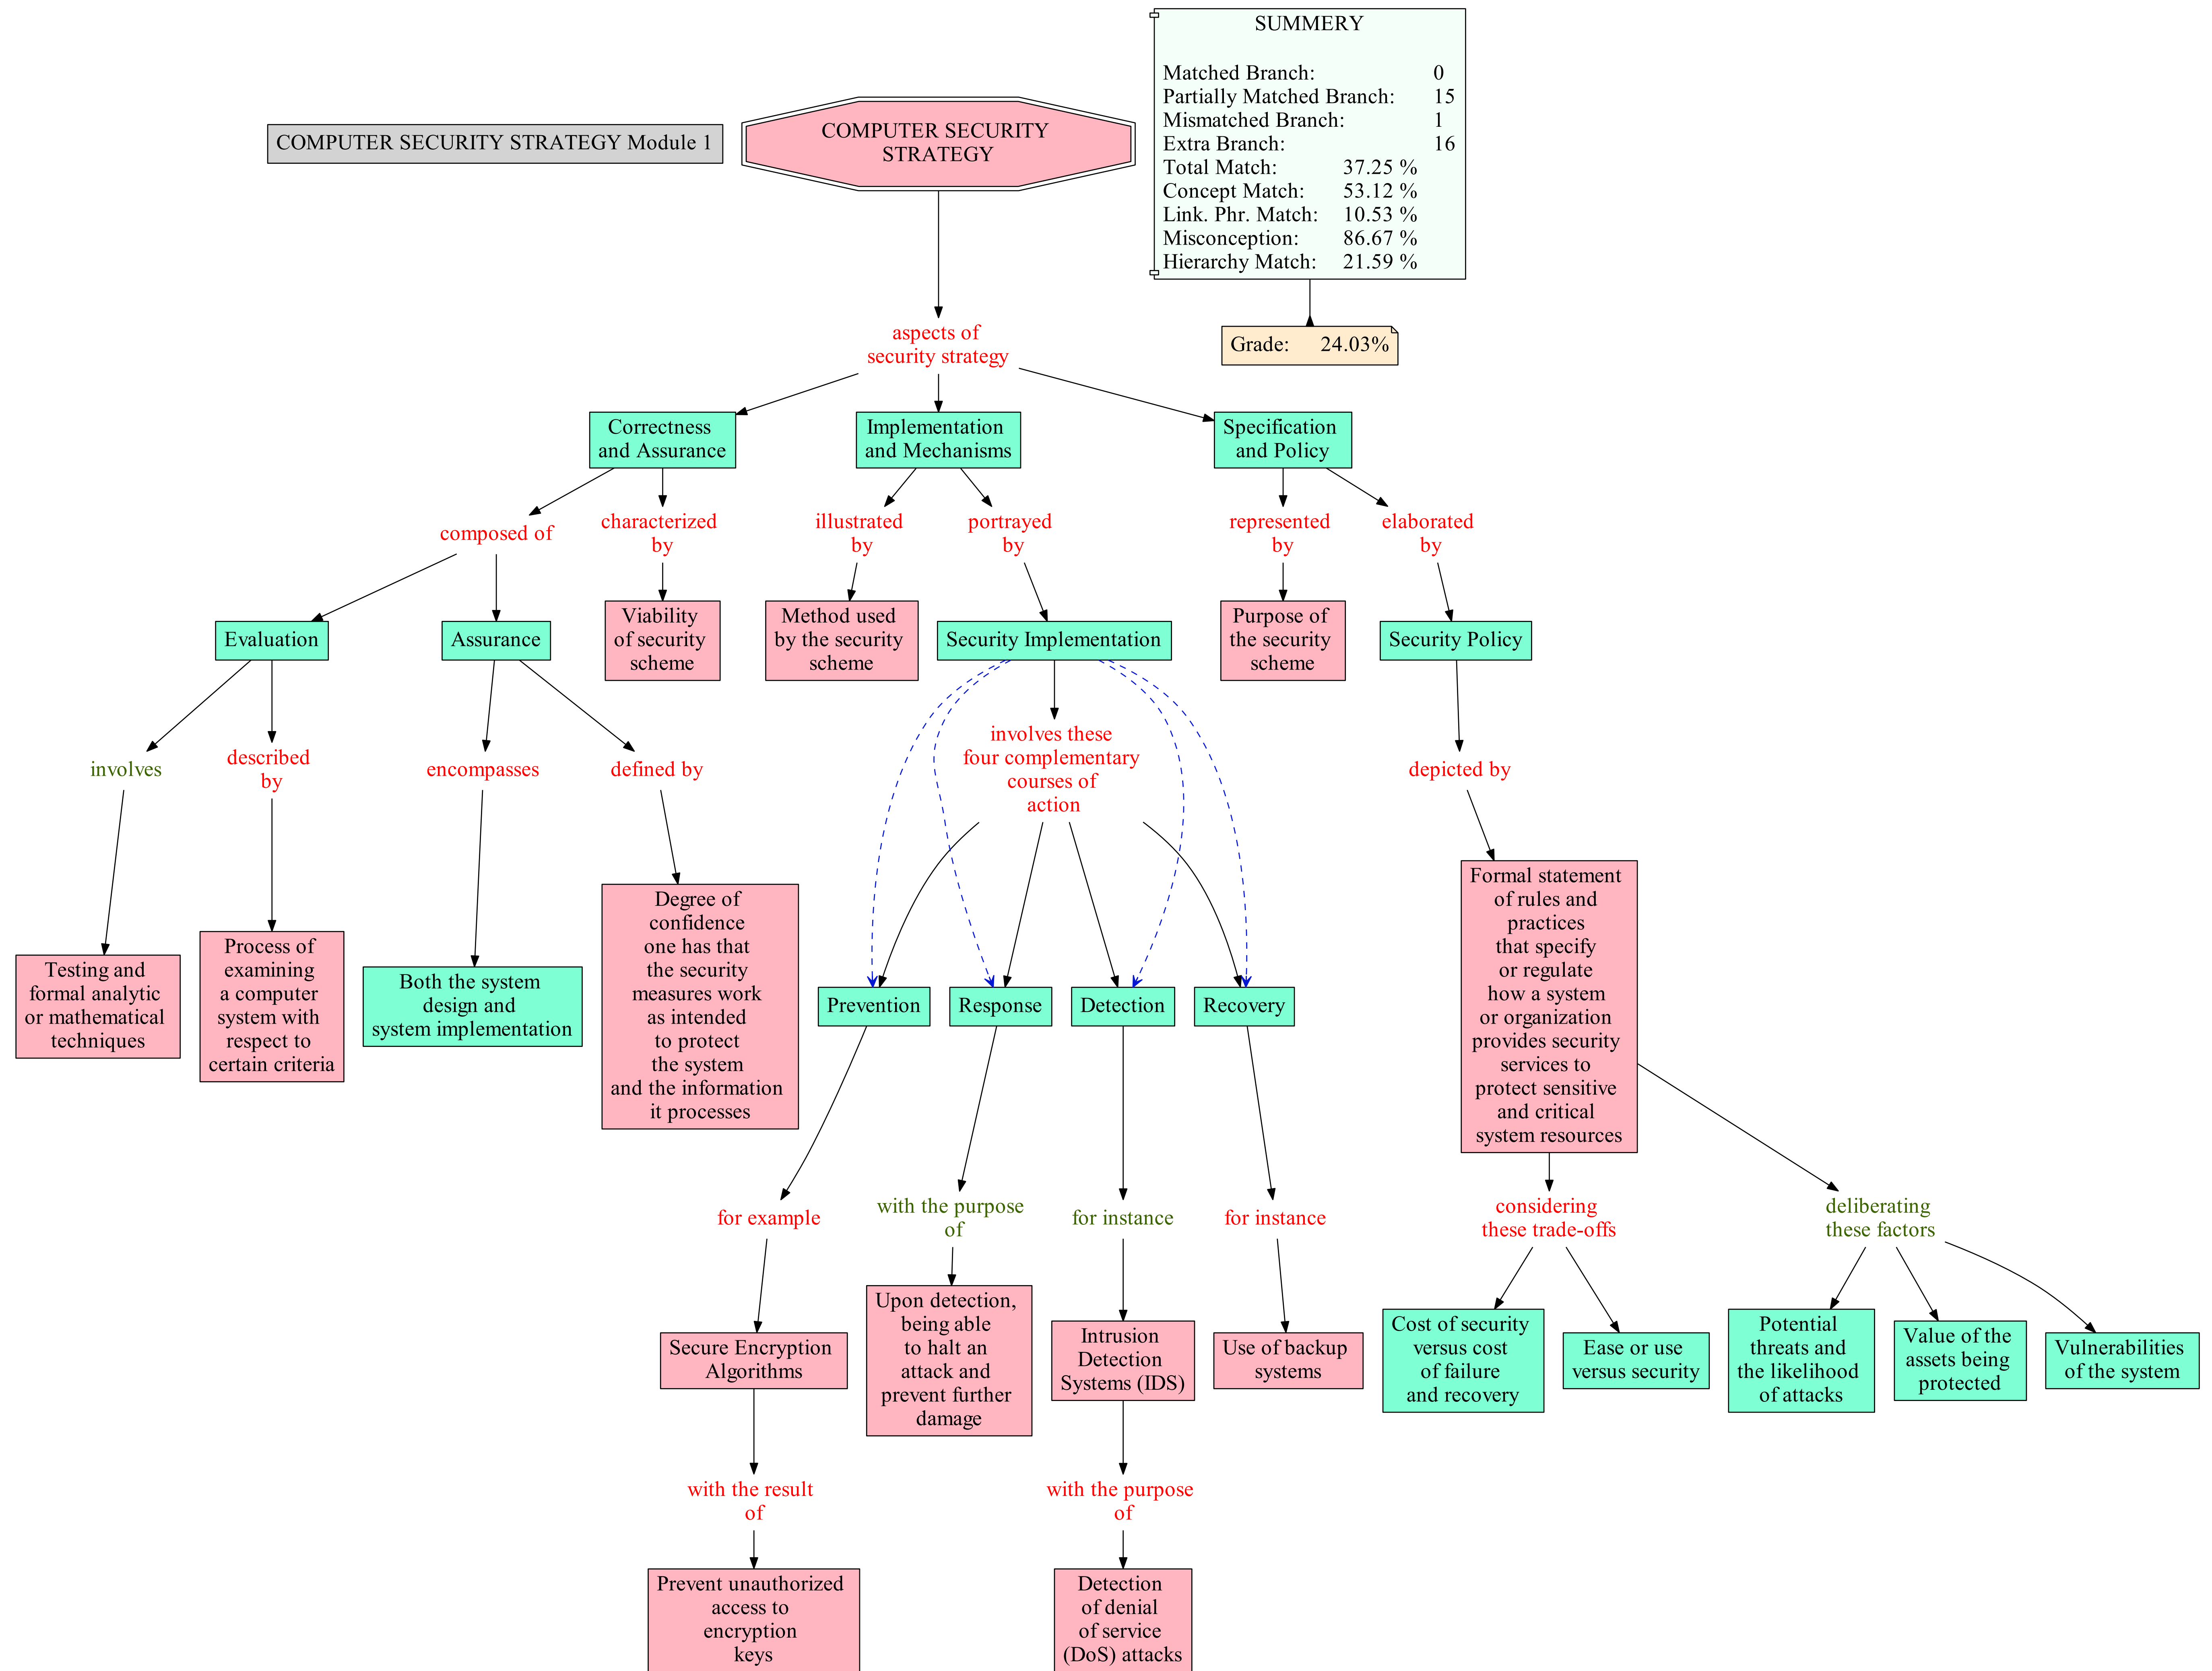 SUMMERY
Matched Branch: 0
Partially Matched Branch: 15
Mismatched Branch: 1
Extra Branch: 16
Total Match: 37.25 %
Concept Match: 53.12 %
Link. Phr. Match: 10.53 %
Misconception: 86.67 %
Hierarchy Match: 21.59 %
COMPUTER SECURITY STRATEGY Module 1
COMPUTER SECURITY
STRATEGY
Grade: 24.03%
aspects of
security strategy
Correctness
and Assurance
Implementation
and Mechanisms
Specification
and Policy
composed of
characterized
by
illustrated
by
portrayed
by
represented
by
elaborated
by
Evaluation
Assurance
Viability
of security
scheme
Method used
by the security
scheme
Security Implementation
Purpose of
the security
scheme
Security Policy
involves
described
by
encompasses
defined by
involves these
four complementary
courses of
action
depicted by
Testing and
formal analytic
or mathematical
techniques
Process of
examining
a computer
system with
respect to
certain criteria
Both the system
design and
system implementation
Degree of
confidence
one has that
the security
measures work
as intended
to protect
the system
and the information
it processes
Prevention
Response
Detection
Recovery
Formal statement
of rules and
practices
that specify
or regulate
how a system
or organization
provides security
services to
protect sensitive
and critical
system resources
for example
with the purpose
of
for instance
for instance
considering
these trade-offs
deliberating
these factors
Secure Encryption
Algorithms
Upon detection,
being able
to halt an
attack and
prevent further
damage
Intrusion
Detection
Systems (IDS)
Use of backup
systems
Cost of security
versus cost
of failure
and recovery
Ease or use
versus security
Potential
threats and
the likelihood
of attacks
Value of the
assets being
protected
Vulnerabilities
of the system
with the result
of
with the purpose
of
Prevent unauthorized
access to
encryption
keys
Detection
of denial
of service
(DoS) attacks